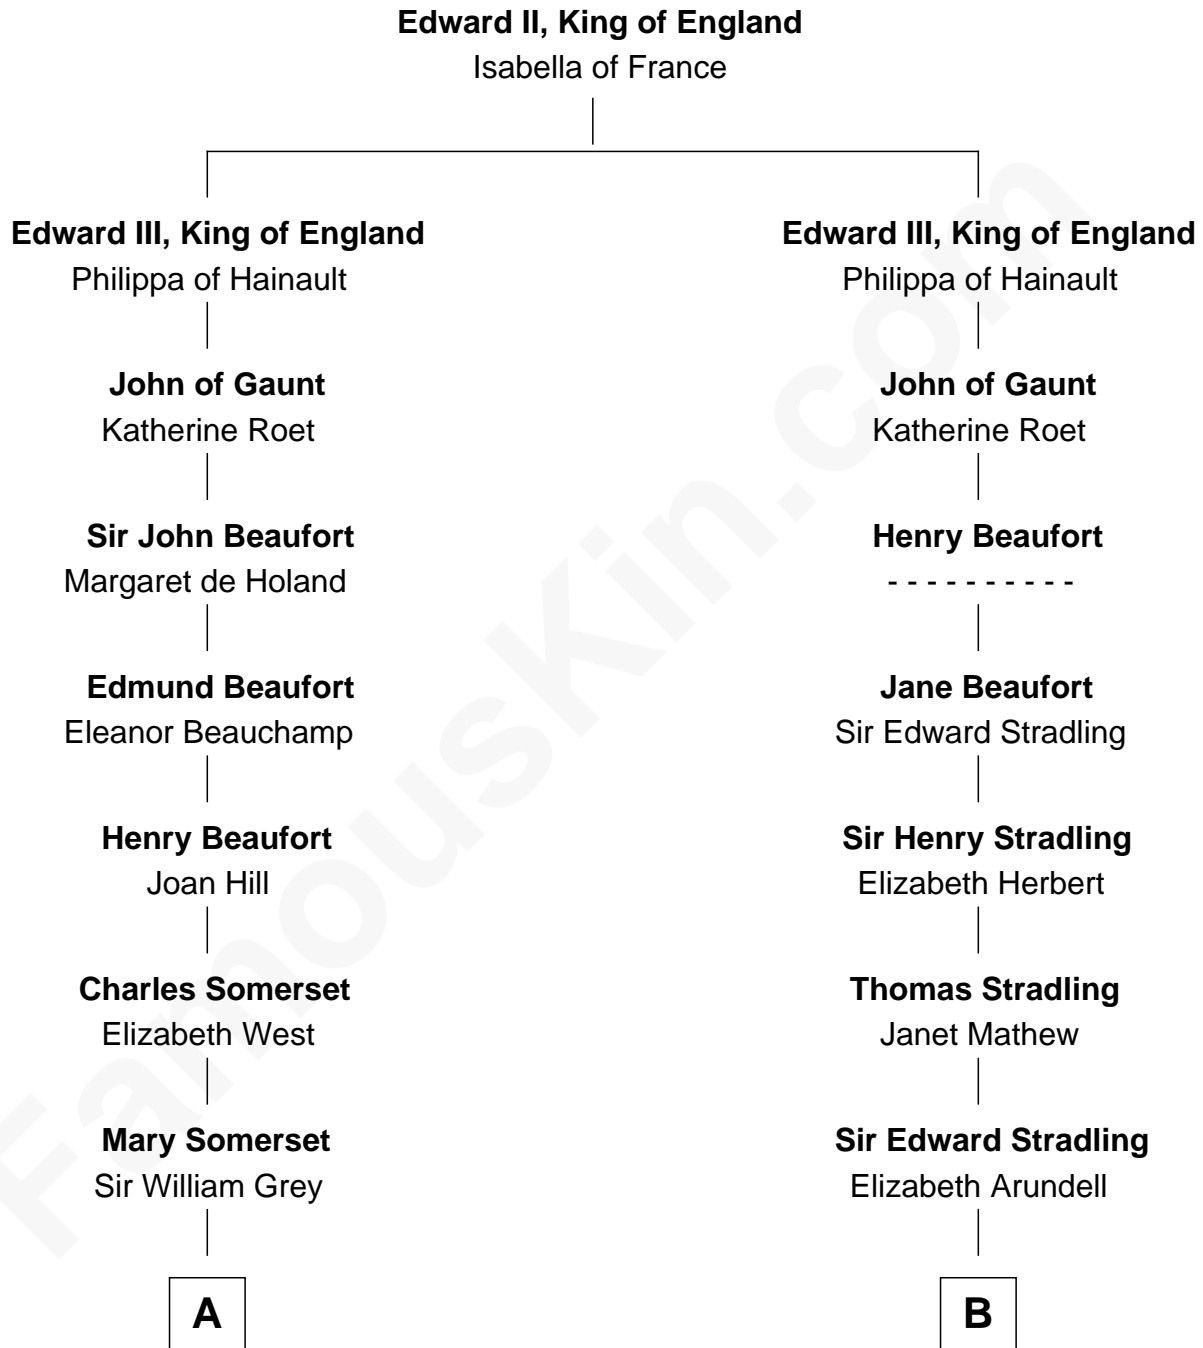 Edward II, King of England
Isabella of France
Edward III, King of England
Philippa of Hainault
John of Gaunt
Katherine Roet
Sir John Beaufort
Margaret de Holand
Edmund Beaufort
Eleanor Beauchamp
Henry Beaufort
Joan Hill
Charles Somerset
Elizabeth West
Mary Somerset
Sir William Grey
A
Edward III, King of England
Philippa of Hainault
John of Gaunt
Katherine Roet
Henry Beaufort
- - - - - - - - - -
Jane Beaufort
Sir Edward Stradling
Sir Henry Stradling
Elizabeth Herbert
Thomas Stradling
Janet Mathew
Sir Edward Stradling
Elizabeth Arundell
B
FamousKin.com